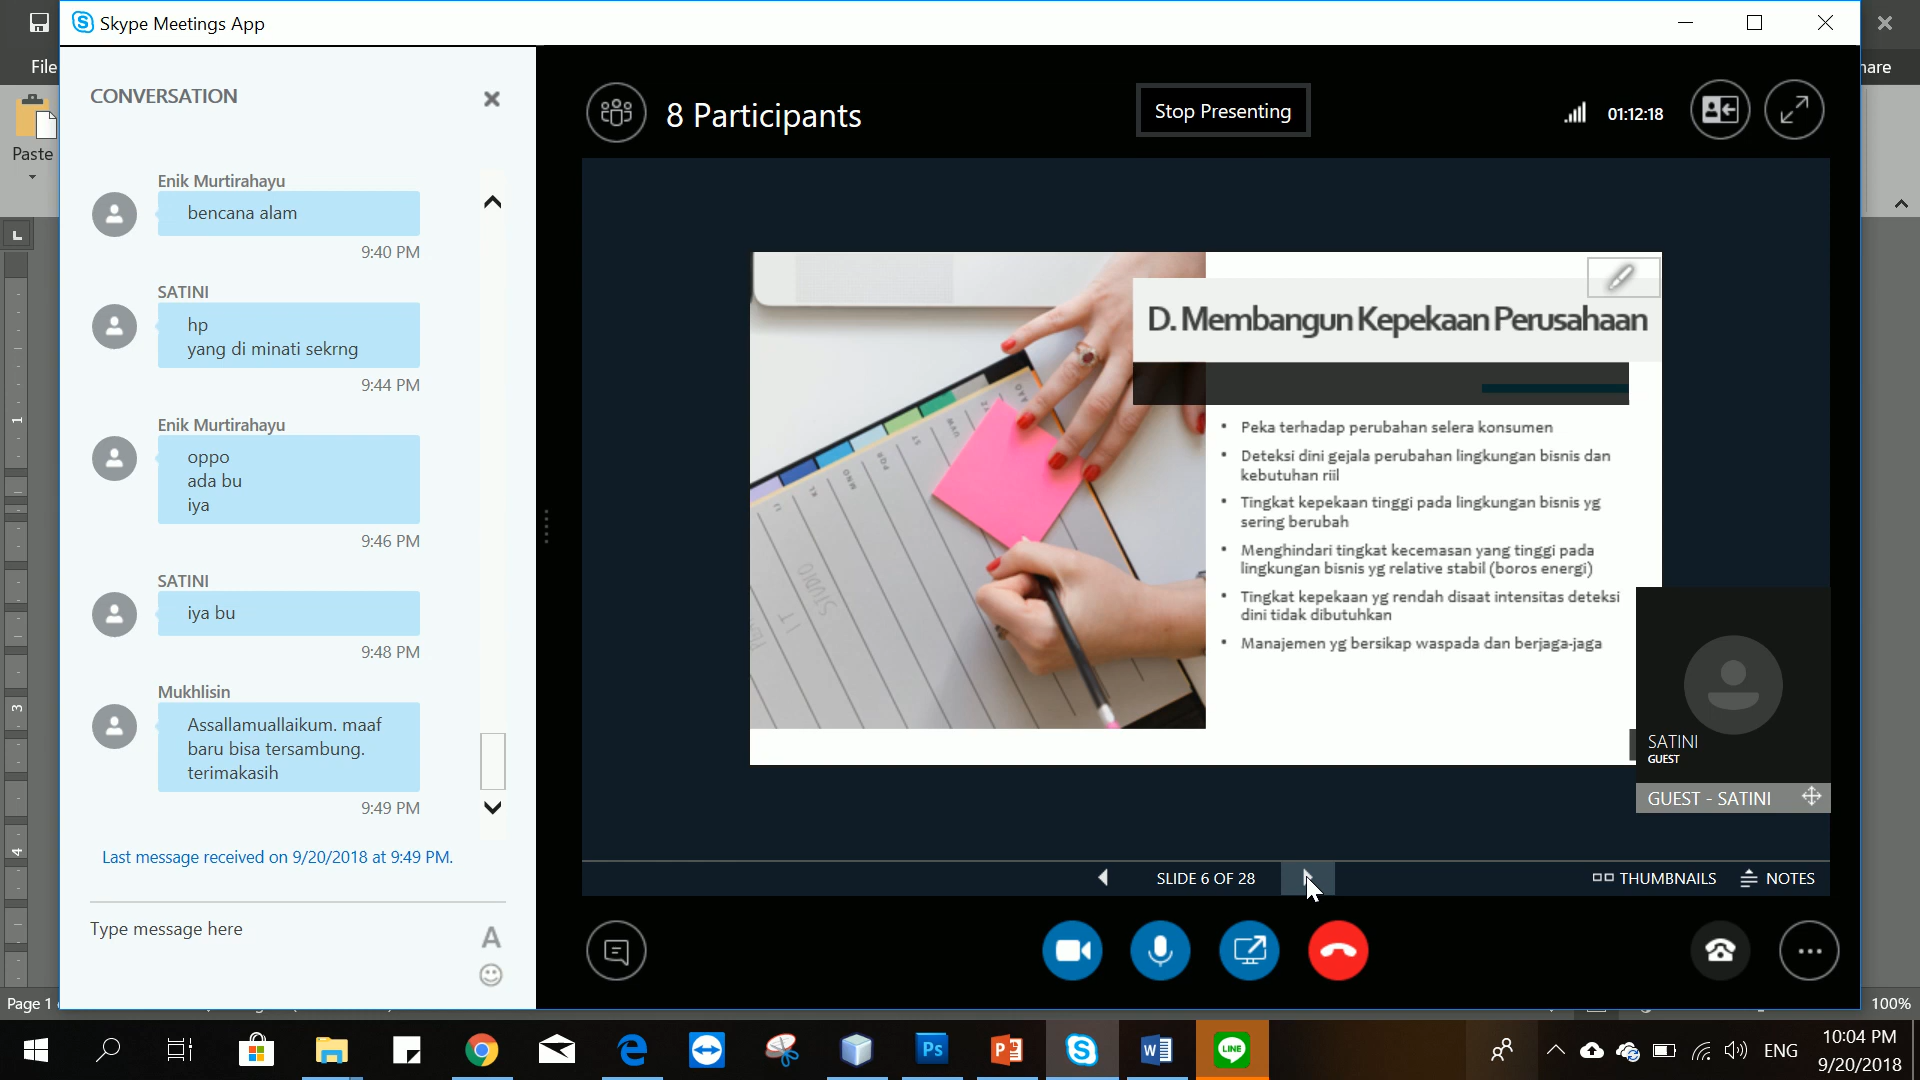 Skype Meetings App
File
hare
Paste
CONVERSATION
Enik Murtirahayu
bencana alam
9:40 PM
SATINI
hp
yang di minati sekrng
9:44 PM
Enik Murtirahayu
oppo
ada bu
iya
9:46 PM
SATINI
iya bu
9:48 PM
Mukhlisin
Assallamuallaikum. maaf
baru bisa tersambung.
terimakasih
9:49 PM
Last message received on 9/20/2018 at 9:49 PM.
Type message here
A
8 Participants
Stop Presenting
01:12:18
D. Membangun Kepekaan Perusahaan
• Peka terhadap perubahan selera konsumen
• Deteksi dini gejala perubahan lingkungan bisnis dan
kebutuhan riil
• Tingkat kepekaan tinggi pada lingkungan bisnis yg
sering berubah
• Menghindari tingkat kecemasan yang tinggi pada
lingkungan bisnis yg relative stabil (boros energi)
• Tingkat kepekaan yg rendah disaat intensitas deteksi
dini tidak dibutuhkan
• Manajemen yg bersikap waspada dan berjaga-jaga
SATINI
GUEST
GUEST - SATINI
SLIDE 6 OF 28
THUMBNAILS
NOTES
1
3
4
Page 1
100%
Ps
LINE
ENG
10:04 PM
9/20/2018